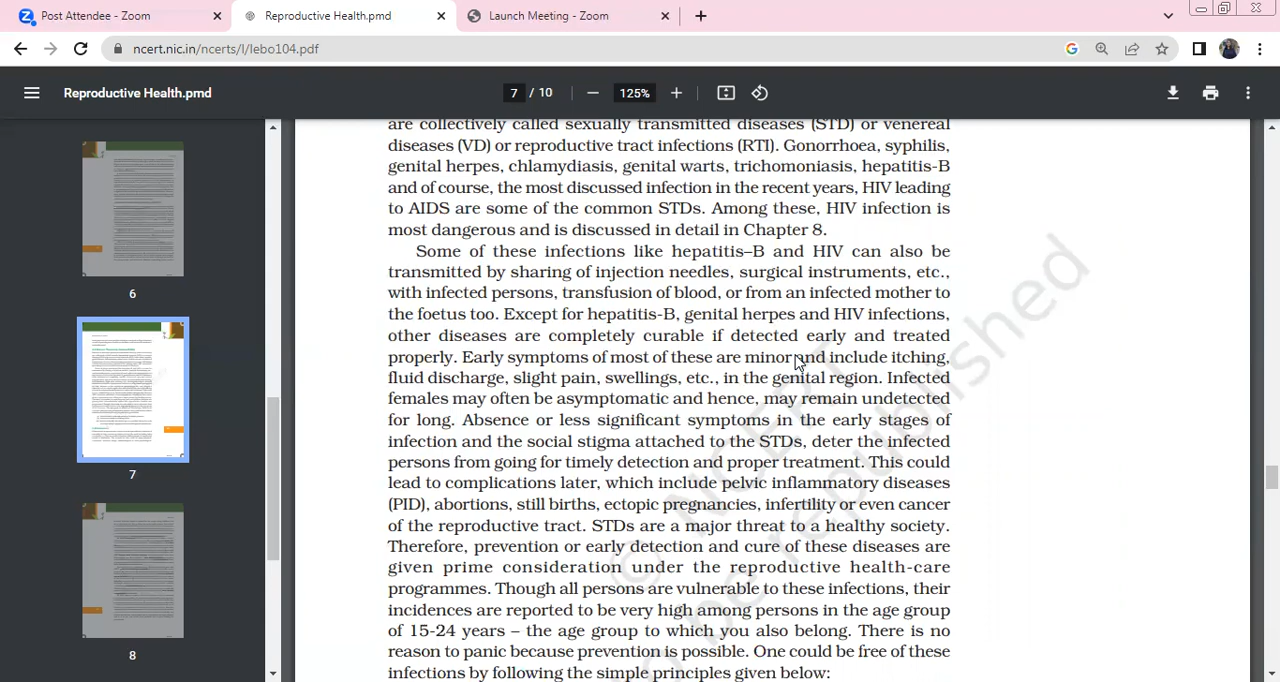 Post Attendee - Zoom
Reproductive Health.pmd
Launch Meeting - Zoom
ncert.nic.in/ncerts/l/lebo104.pdf
Reproductive Health.pmd
7 / 10
125%
are collectively called sexually transmitted diseases (STD) or venereal
diseases (VD) or reproductive tract infections (RTI). Gonorrhoea, syphilis,
genital herpes, chlamydiasis, genital warts, trichomoniasis, hepatitis-B
and of course, the most discussed infection in the recent years, HIV leading
to AIDS are some of the common STDs. Among these, HIV infection is
most dangerous and is discussed in detail in Chapter 8.
Some of these infections like hepatitis–B and HIV can also be
transmitted by sharing of injection needles, surgical instruments, etc.,
with infected persons, transfusion of blood, or from an infected mother to
the foetus too. Except for hepatitis-B, genital herpes and HIV infections,
other diseases are completely curable if detected early and treated
properly. Early symptoms of most of these are minor and include itching,
fluid discharge, slight pain, swellings, etc., in the genital region. Infected
females may often be asymptomatic and hence, may remain undetected
for long. Absence or less significant symptoms in the early stages of
infection and the social stigma attached to the STDs, deter the infected
persons from going for timely detection and proper treatment. This could
lead to complications later, which include pelvic inflammatory diseases
(PID), abortions, still births, ectopic pregnancies, infertility or even cancer
of the reproductive tract. STDs are a major threat to a healthy society.
Therefore, prevention or early detection and cure of these diseases are
given prime consideration under the reproductive health-care
programmes. Though all persons are vulnerable to these infections, their
incidences are reported to be very high among persons in the age group
of 15-24 years – the age group to which you also belong. There is no
reason to panic because prevention is possible. One could be free of these
infections by following the simple principles given below:
6
7
8
© NCERT
o be republished